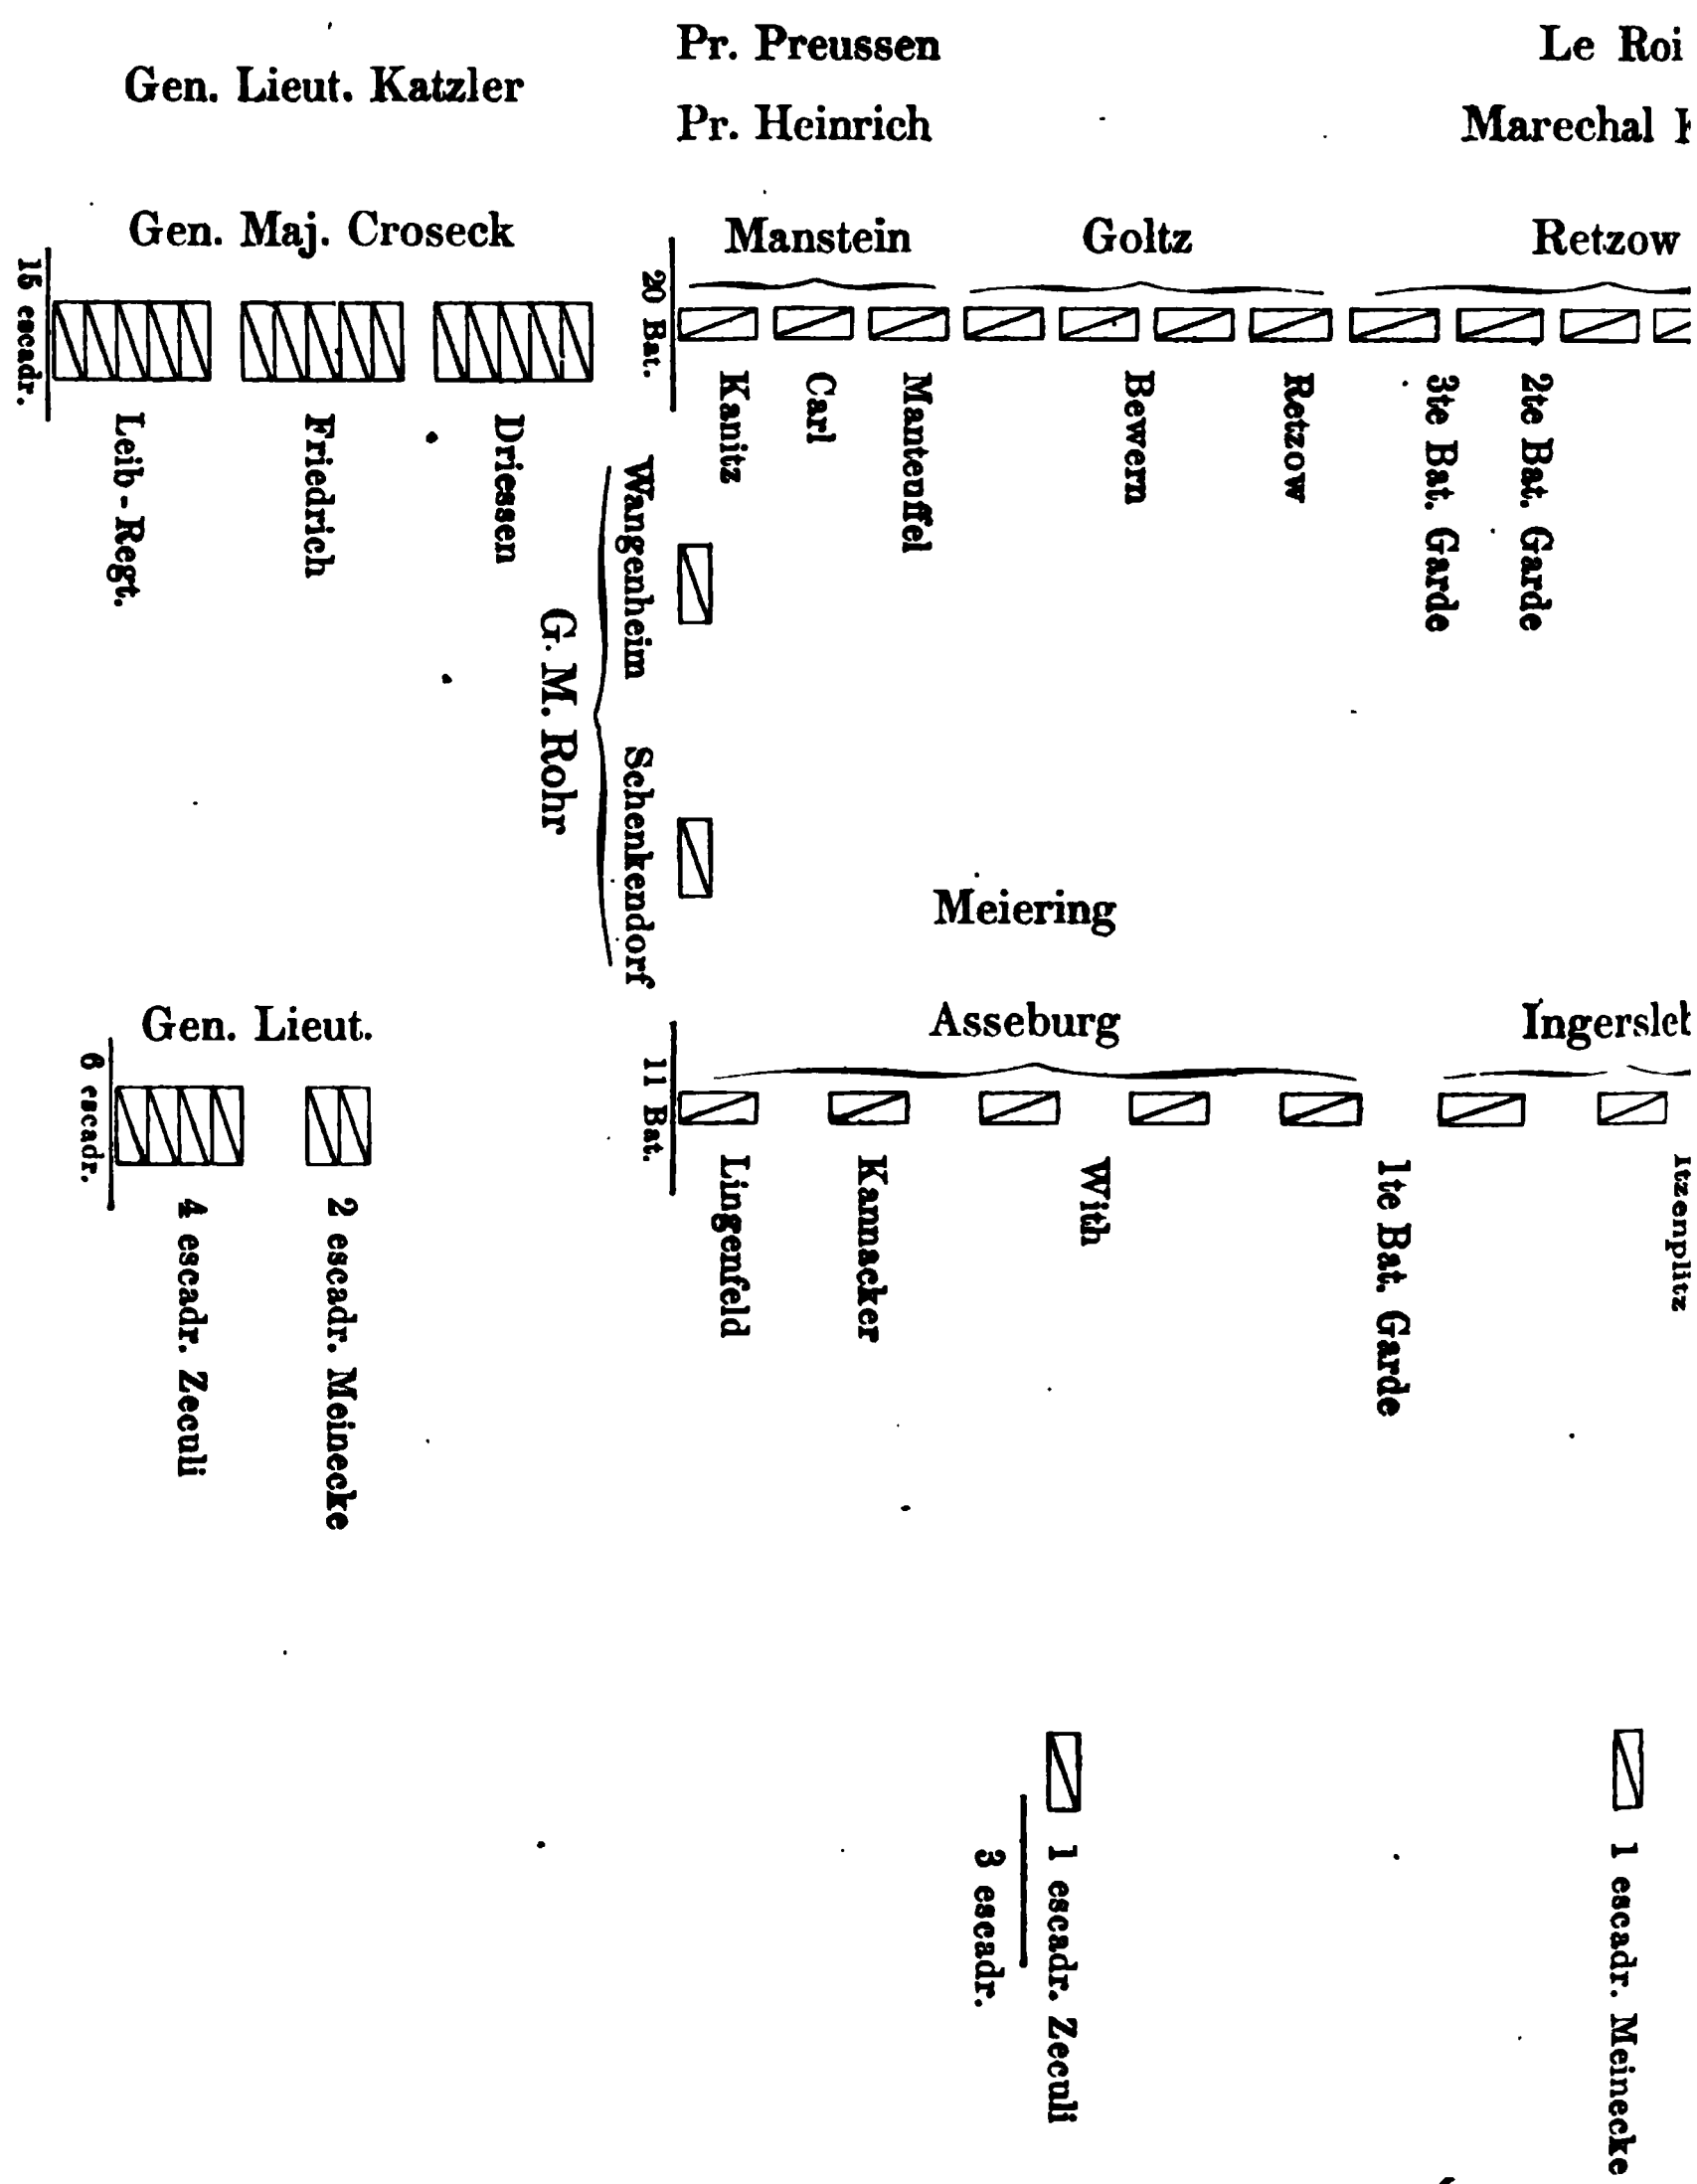 Pr. Preussen
Le Roi
Gen. Lieut. Katzler
Pr. Heinrich
Marechal
Gen. Maj. Croseck
Manstein
Goltz
Retzow
15 escadr.
Leib-Regt.
Friedrich
Driessen
20 Bat.
Kanitz
Carl
Manteuffel
Bewern
Retzow
3te Bat. Garde
2te Bat. Garde
Wangenheim
Schenkendorf
G. M. Rohr
Meiering
Gen. Lieut.
Asseburg
Ingersleb
6 escadr.
4 escadr. Zeculi
2 escadr. Meinecke
11 Bat.
Lingenfeld
Kannacker
With
1te Bat. Garde
Itzenplitz
1 escadr. Zeculi
3 escadr.
1 escadr. Meinecke